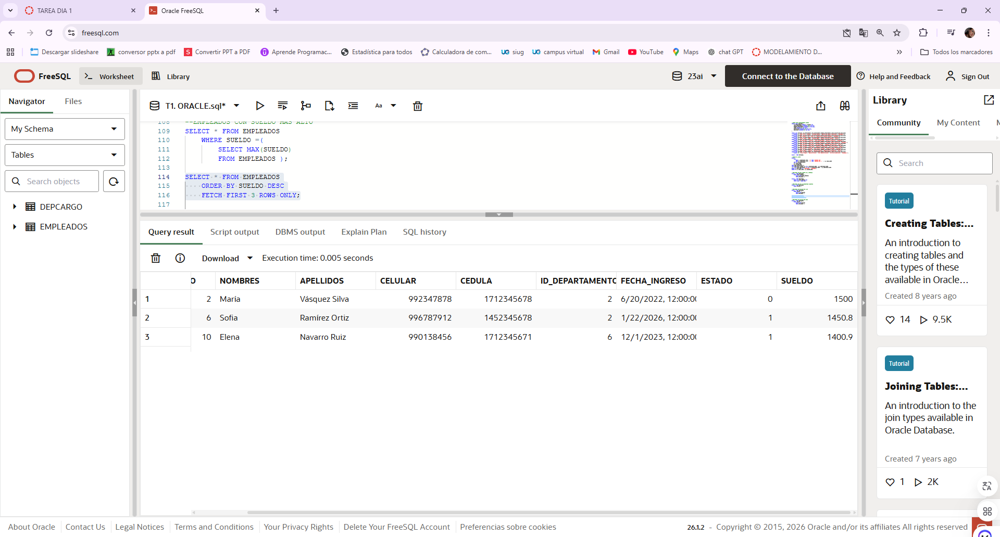 TAREA DIA 1
Oracle FreeSQL
freesql.com
Descargar slideshare
conversor pptx a pdf
Convertir PPT a PDF
Aprende Programac...
Estadística para todos
Calculadora de com...
UG siug
UG campus virtual
Gmail
YouTube
Maps
chat GPT
MODELAMIENTO D...
Todos los marcadores
FreeSQL
Worksheet
Library
23ai
Connect to the Database
Help and Feedback
Sign Out
Navigator
Files
My Schema
Tables
Search objects
DEPCARGO
EMPLEADOS
T1. ORACLE.sql*
Aa
108 --EMPLEADOS CON SUELDO MAS ALTO
109 SELECT * FROM EMPLEADOS
110 WHERE SUELDO =(
111 SELECT MAX(SUELDO)
112 FROM EMPLEADOS );
113
114 SELECT * FROM EMPLEADOS
115 ORDER BY SUELDO DESC
116 FETCH FIRST 3 ROWS ONLY;
117
Query result
Script output
DBMS output
Explain Plan
SQL history
Download
Execution time: 0.005 seconds
O NOMBRES APELLIDOS CELULAR CEDULA ID_DEPARTAMENTO FECHA_INGRESO ESTADO SUELDO
1 2 María Vásquez Silva 992347878 1712345678 2 6/20/2022, 12:00:00 0 1500
2 6 Sofia Ramírez Ortiz 996787912 1452345678 2 1/22/2026, 12:00:00 1 1450.8
3 10 Elena Navarro Ruiz 990138456 1712345671 6 12/1/2023, 12:00:00 1 1400.9
Library
Community
My Content
M
Search
Tutorial
Creating Tables:...
An introduction to
creating tables and
the types of these
available in Oracle...
Created 8 years ago
14
9.5K
Tutorial
Joining Tables:...
An introduction to the
join types available in
Oracle Database.
Created 7 years ago
1
2K
About Oracle
Contact Us
Legal Notices
Terms and Conditions
Your Privacy Rights
Delete Your FreeSQL Account
Preferencias sobre cookies
26.1.2 - Copyright © 2015, 2026 Oracle and/or its affiliates All rights reserved